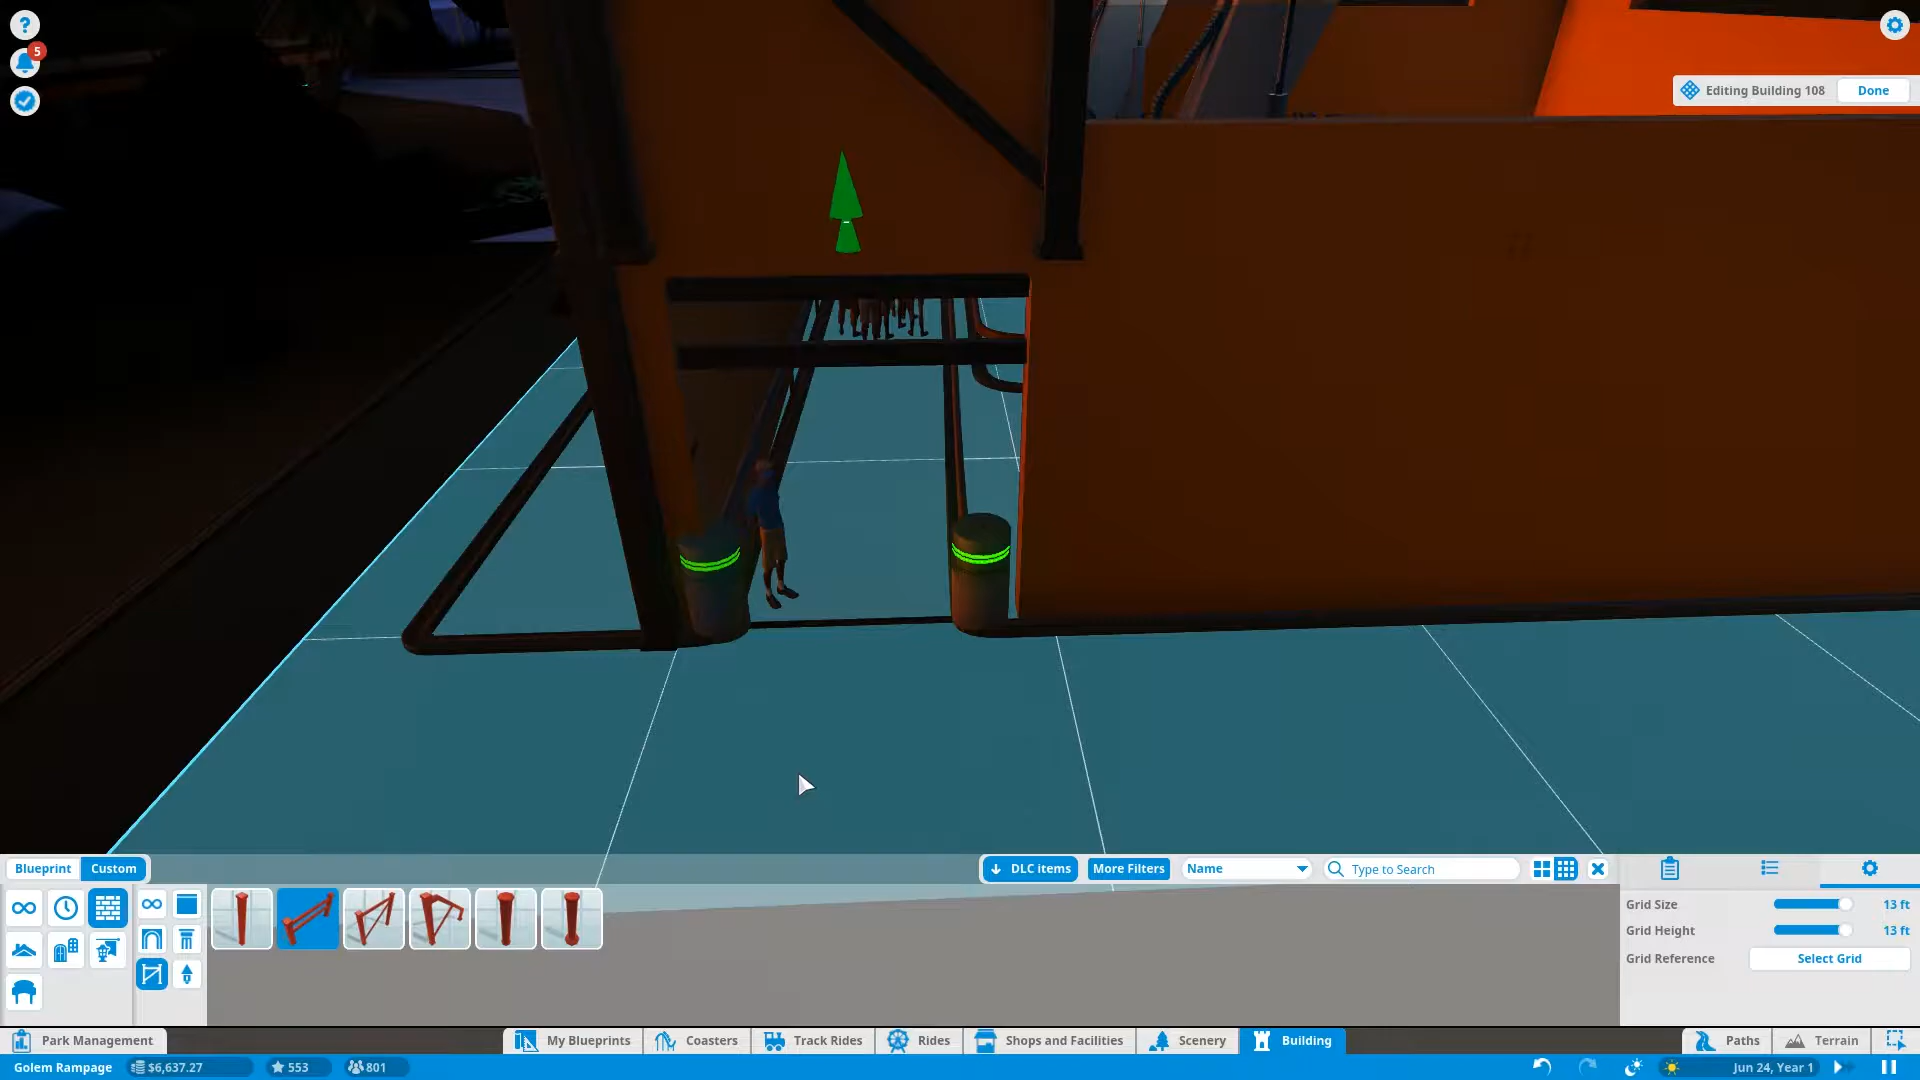 ?
5
Editing Building 108
Done
Blueprint
Custom
DLC items
More Filters
Name
Type to Search
Grid Size
13 ft
Grid Height
13 ft
Grid Reference
Select Grid
Park Management
My Blueprints
Coasters
Track Rides
Rides
Shops and Facilities
Scenery
Building
Paths
Terrain
Golem Rampage
$6,637.27
553
801
Jun 24, Year 1